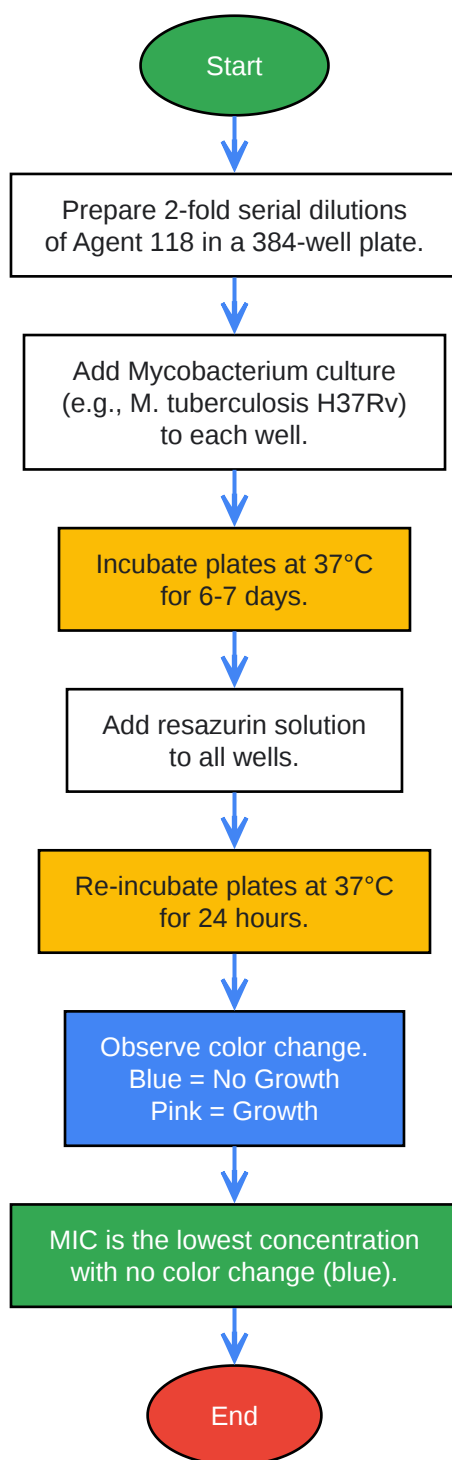 Start
Prepare 2-fold serial dilutions
of Agent 118 in a 384-well plate.
Add Mycobacterium culture
(e.g., M. tuberculosis H37Rv)
to each well.
Incubate plates at 37°C
for 6-7 days.
Add resazurin solution
to all wells.
Re-incubate plates at 37°C
for 24 hours.
Observe color change.
Blue = No Growth
Pink = Growth
MIC is the lowest concentration
with no color change (blue).
End